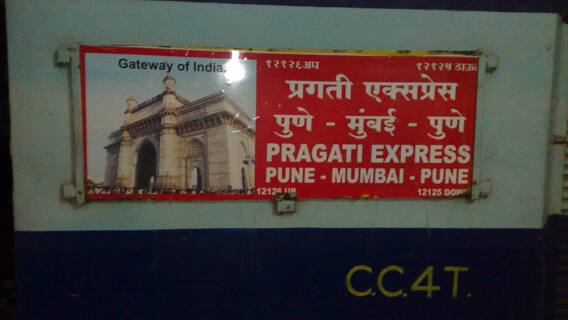 Gateway of India
१२१२६अप १२१२५ डाऊन
प्रगती एक्सप्रेस
पुणे - मुंबई - पुणे
PRAGATI EXPRESS
PUNE - MUMBAI - PUNE
12126 UP 12125 DOWN
C.C.4T.